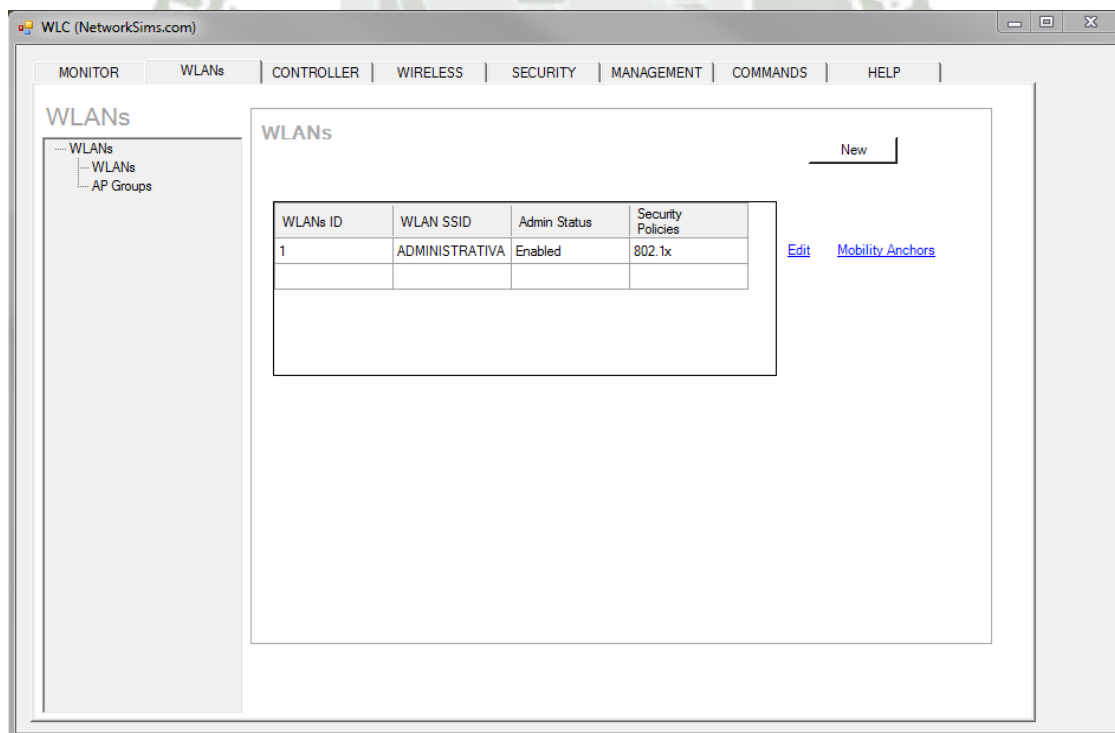 WLC (NetworkSims.com)
MONITOR WLANs CONTROLLER WIRELESS SECURITY MANAGEMENT COMMANDS HELP
WLANs
WLANs
WLANs
AP Groups
WLANs
New
WLANs ID WLAN SSID Admin Status Security Policies
1 ADMINISTRATIVA Enabled 802.1x Edit Mobility Anchors